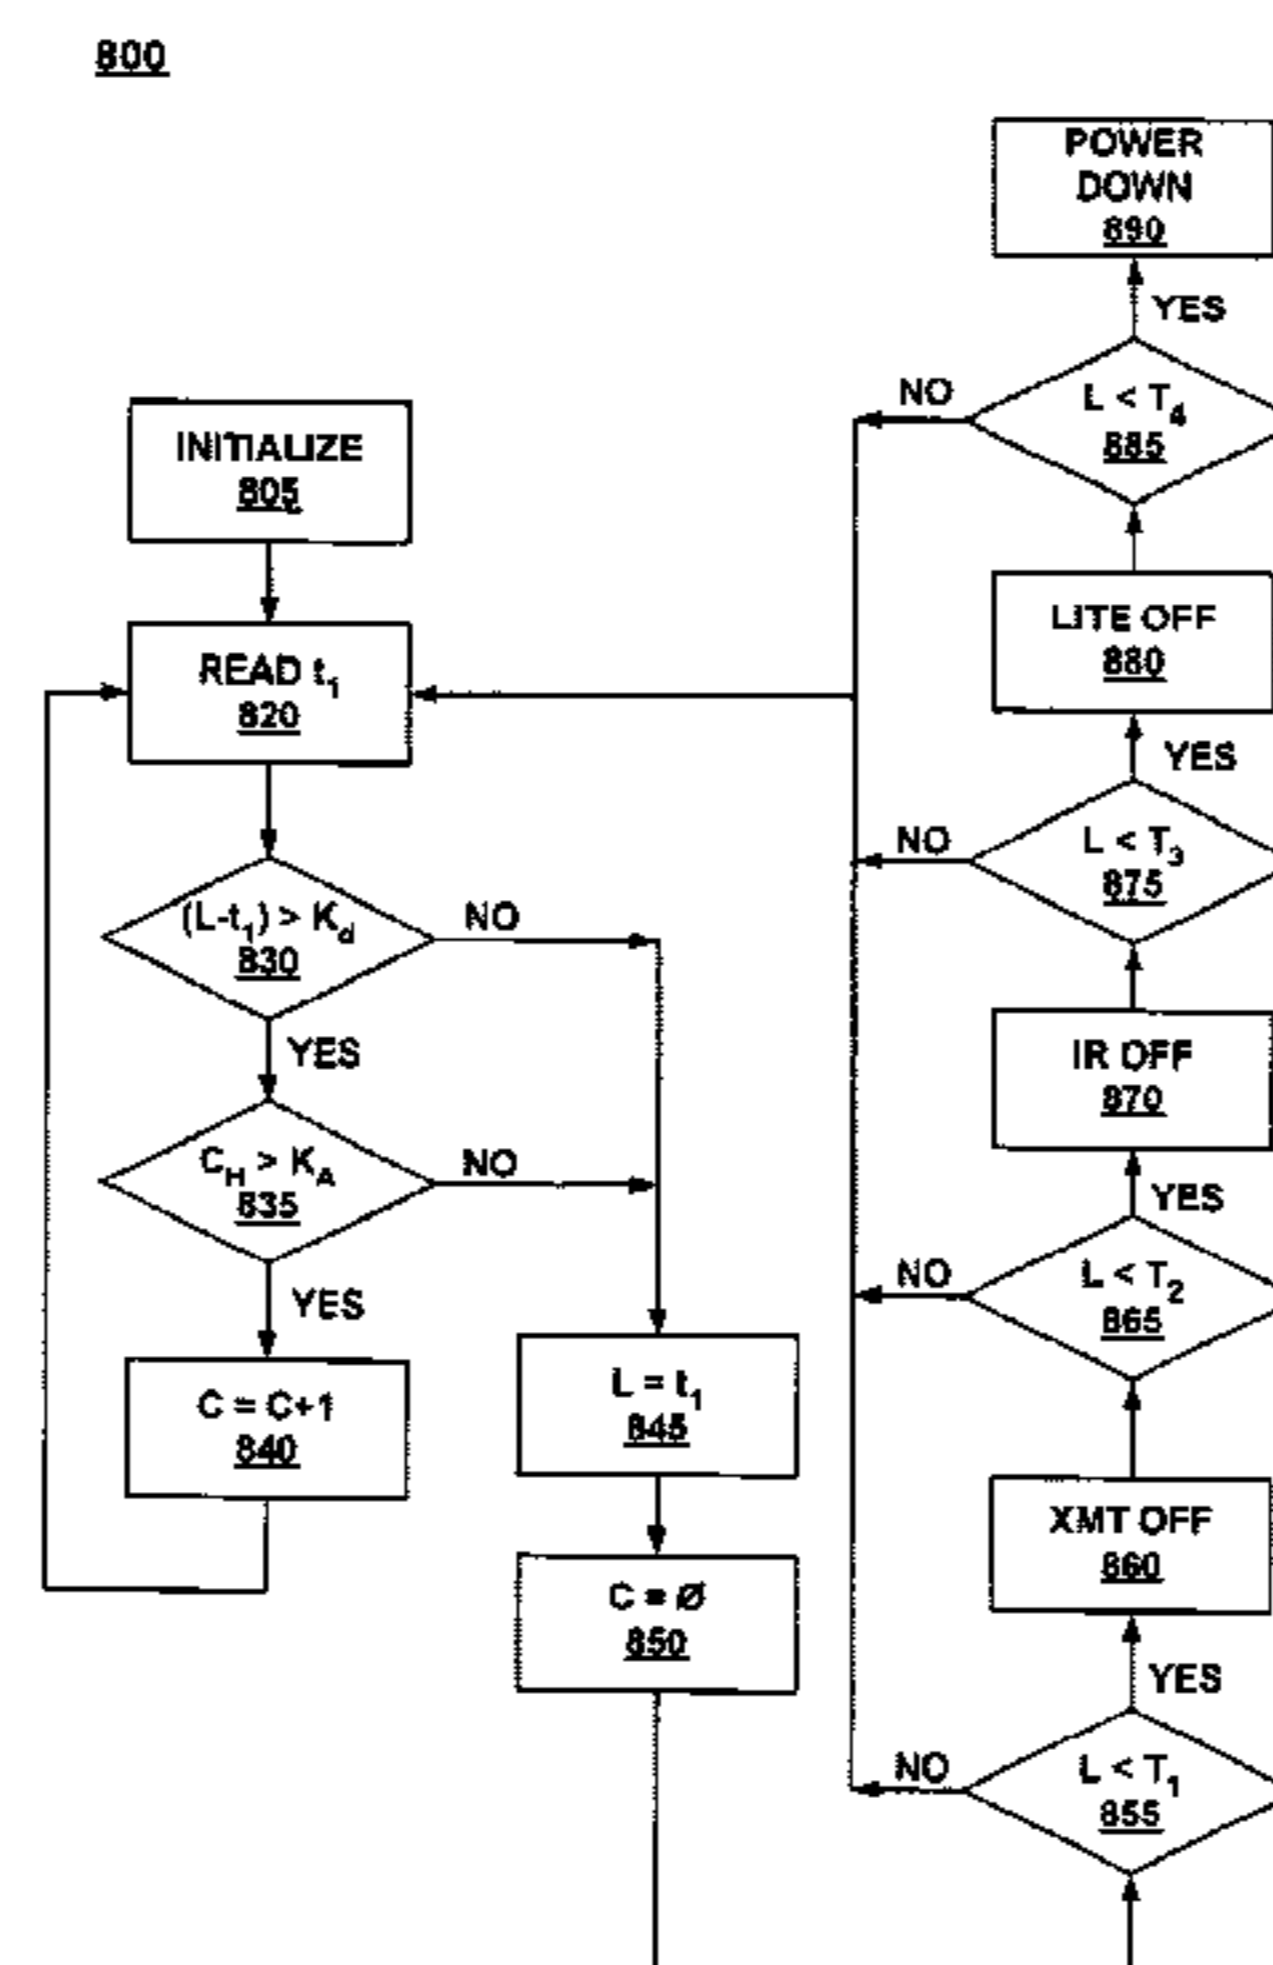 800
INITIALIZE
805
READ t₁
820
(L-t₁) > K_d
830
NO
YES
C_H > K_A
835
NO
YES
C = C+1
840
L = t₁
845
C = Ø
850
POWER
DOWN
890
YES
NO
L < T₄
885
LITE OFF
880
YES
NO
L < T₃
875
IR OFF
870
YES
NO
L < T₂
865
XMT OFF
860
YES
NO
L < T₁
855